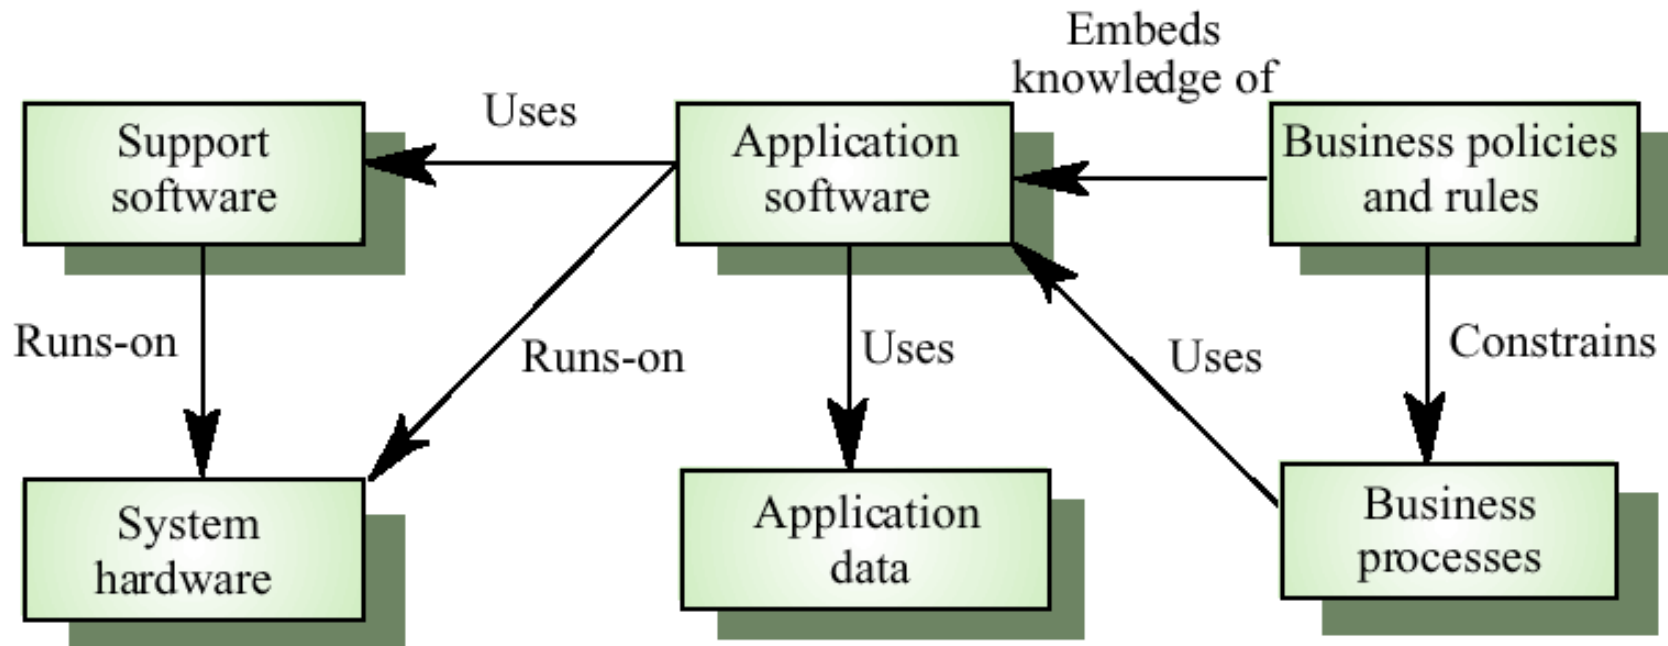 Embeds
knowledge of
Uses
Support
software
Application
software
Business policies
and rules
Runs-on
Runs-on
Uses
Uses
Constrains
System
hardware
Application
data
Business
processes